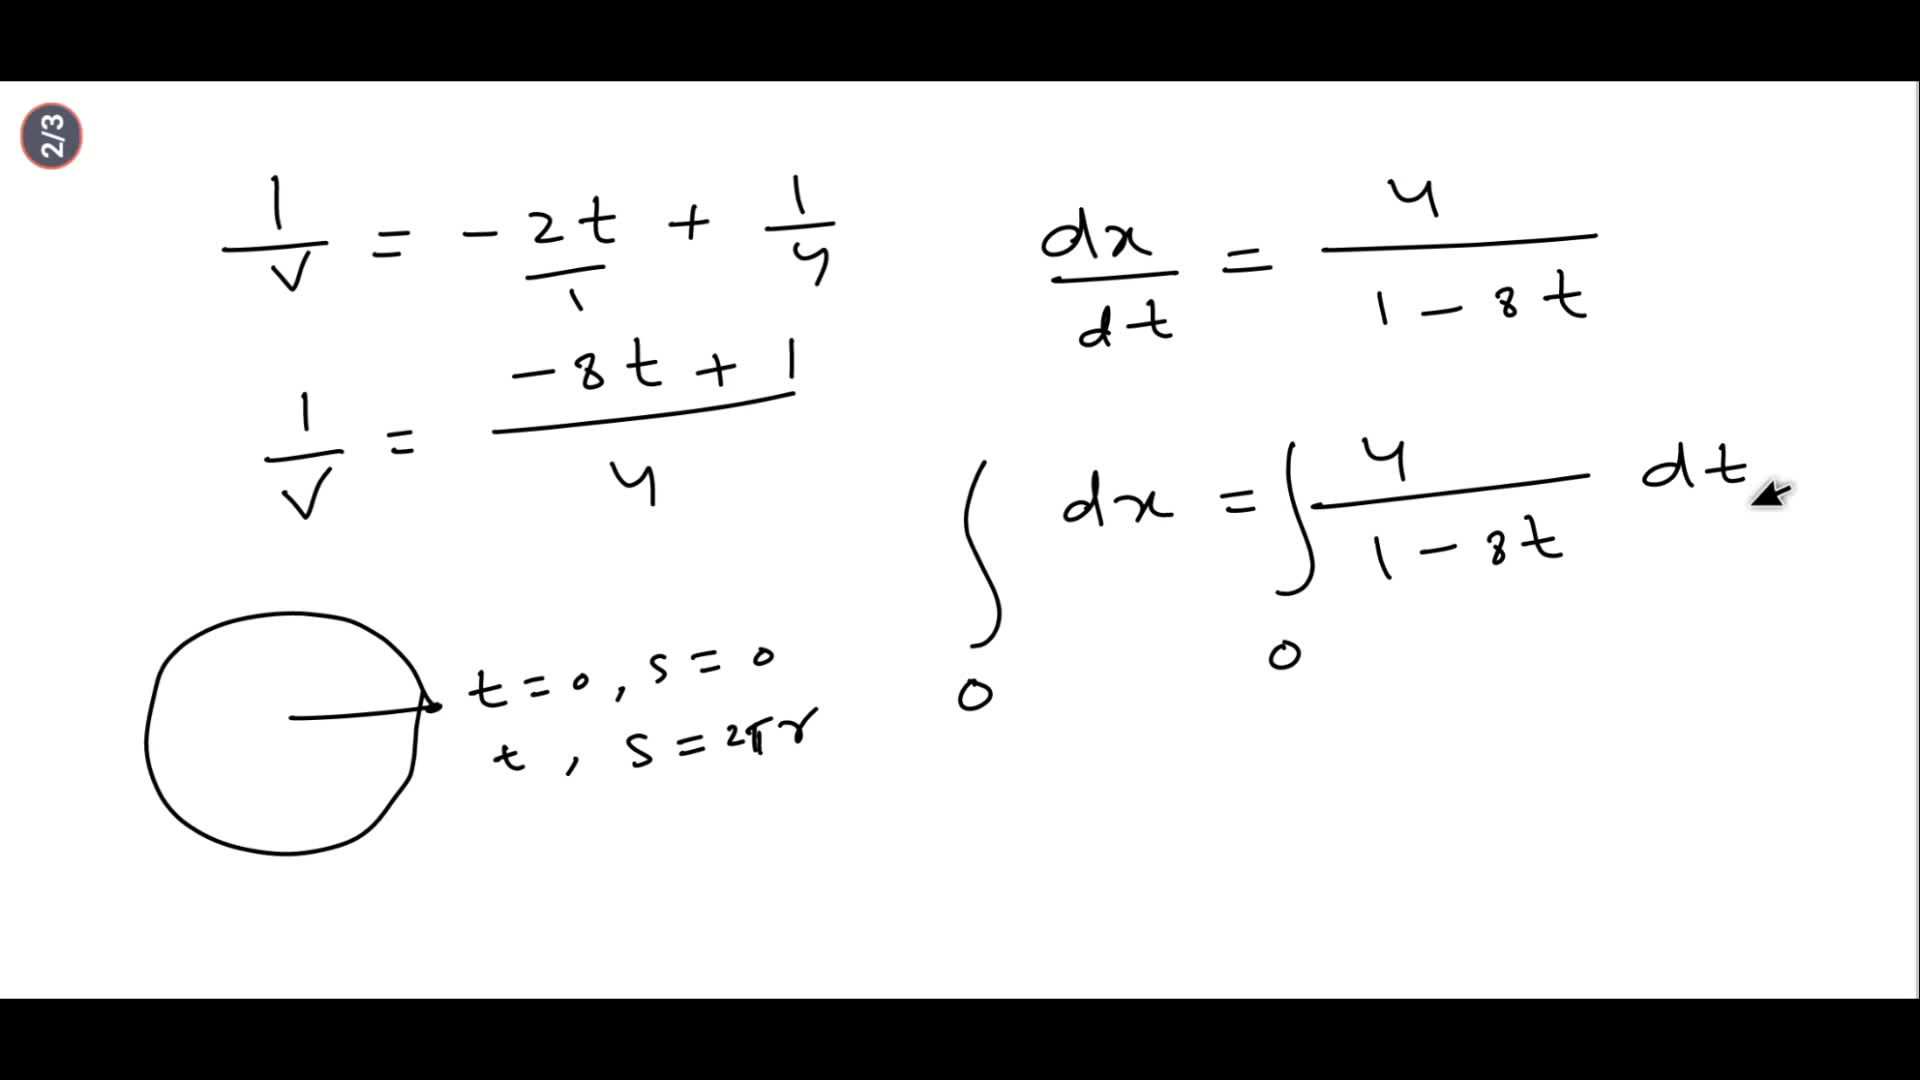 2/3
1/v = - 2t/1 + 1/4
1/v = (-8t + 1)/4
t = 0, s = 0
t, s = 2πr
dx/dt = 4/(1 - 8t)
∫₀ dx = ∫₀ 4/(1 - 8t) dt